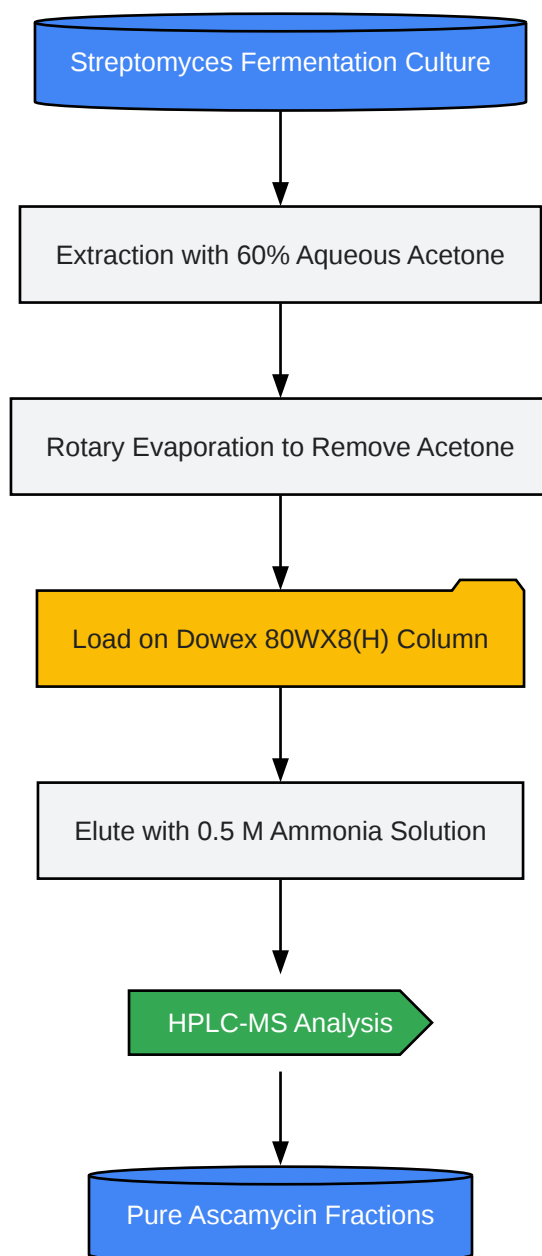 Streptomyces Fermentation Culture
Extraction with 60% Aqueous Acetone
Rotary Evaporation to Remove Acetone
Load on Dowex 80WX8(H) Column
Elute with 0.5 M Ammonia Solution
HPLC-MS Analysis
Pure Ascamycin Fractions